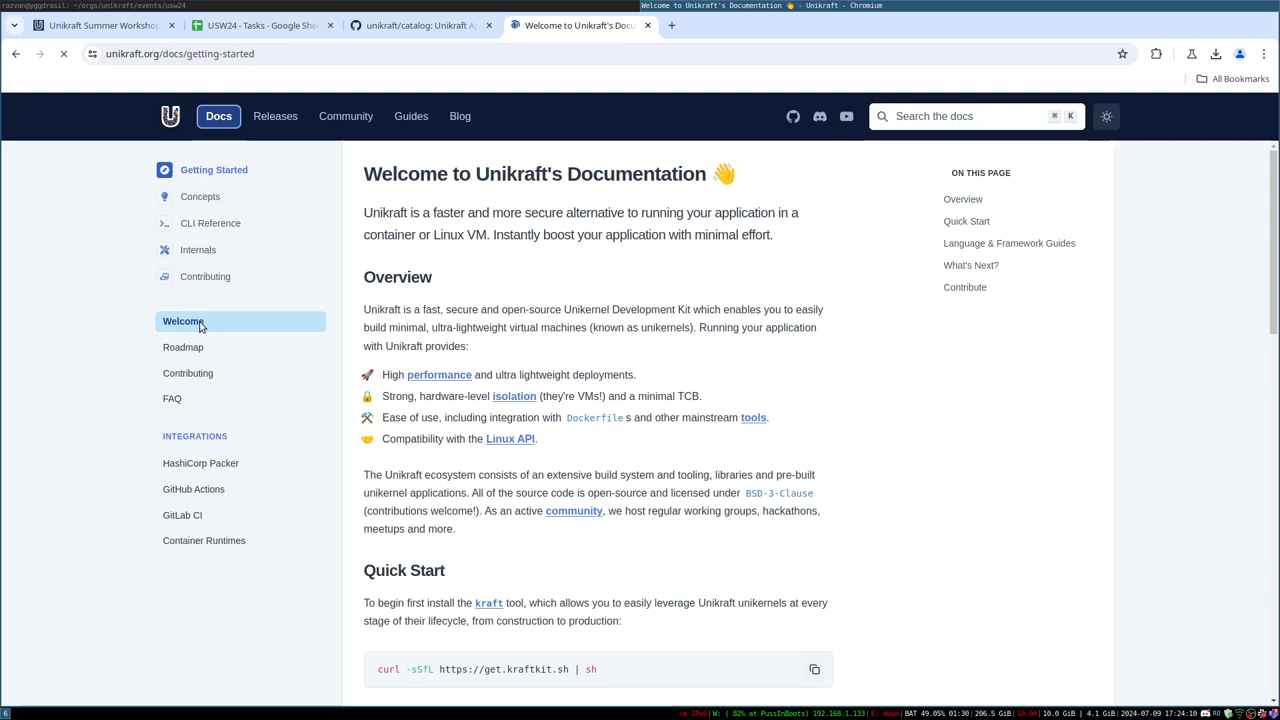 razvan@yggdrasil: ~/orgs/unikraft/events/usw24
Welcome to Unikraft's Documentation 👋 - Unikraft - Chromium
Unikraft Summer Workshop
USW24 - Tasks - Google She
unikraft/catalog: Unikraft A
Welcome to Unikraft's Docu
unikraft.org/docs/getting-started
All Bookmarks
Docs
Releases
Community
Guides
Blog
Search the docs
⌘ K
Getting Started
Concepts
CLI Reference
Internals
Contributing
Welcome
Roadmap
Contributing
FAQ
INTEGRATIONS
HashiCorp Packer
GitHub Actions
GitLab CI
Container Runtimes
Welcome to Unikraft's Documentation 👋
Unikraft is a faster and more secure alternative to running your application in a
container or Linux VM. Instantly boost your application with minimal effort.
Overview
Unikraft is a fast, secure and open-source Unikernel Development Kit which enables you to easily
build minimal, ultra-lightweight virtual machines (known as unikernels). Running your application
with Unikraft provides:
🚀 High performance and ultra lightweight deployments.
🔒 Strong, hardware-level isolation (they're VMs!) and a minimal TCB.
🛠️ Ease of use, including integration with Dockerfile s and other mainstream tools.
🤝 Compatibility with the Linux API.
The Unikraft ecosystem consists of an extensive build system and tooling, libraries and pre-built
unikernel applications. All of the source code is open-source and licensed under BSD-3-Clause
(contributions welcome!). As an active community, we host regular working groups, hackathons,
meetups and more.
Quick Start
To begin first install the kraft tool, which allows you to easily leverage Unikraft unikernels at every
stage of their lifecycle, from construction to production:
curl -sSfL https://get.kraftkit.sh | sh
ON THIS PAGE
Overview
Quick Start
Language & Framework Guides
What's Next?
Contribute
6
no IPv6 | W: ( 82% at PussInBoots) 192.168.1.133 | E: down | BAT 49.05% 01:30 | 206.5 GiB | 10.0 GiB | 4.1 GiB | 2024-07-09 17:24:10
RO